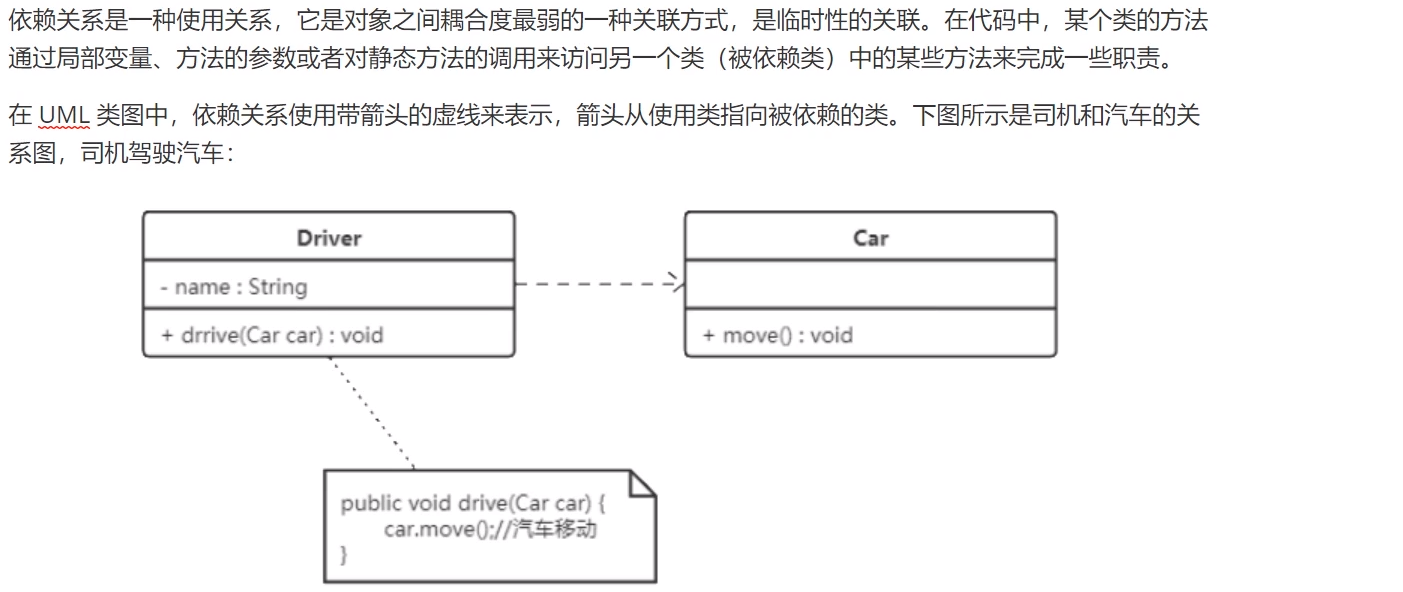 依赖关系是一种使用关系，它是对象之间耦合度最弱的一种关联方式，是临时性的关联。在代码中，某个类的方法
通过局部变量、方法的参数或者对静态方法的调用来访问另一个类（被依赖类）中的某些方法来完成一些职责。
在 UML 类图中，依赖关系使用带箭头的虚线来表示，箭头从使用类指向被依赖的类。下图所示是司机和汽车的关
系图，司机驾驶汽车：
Driver
- name : String
+ drrive(Car car) : void
Car
+ move() : void
public void drive(Car car) {
car.move();//汽车移动
}